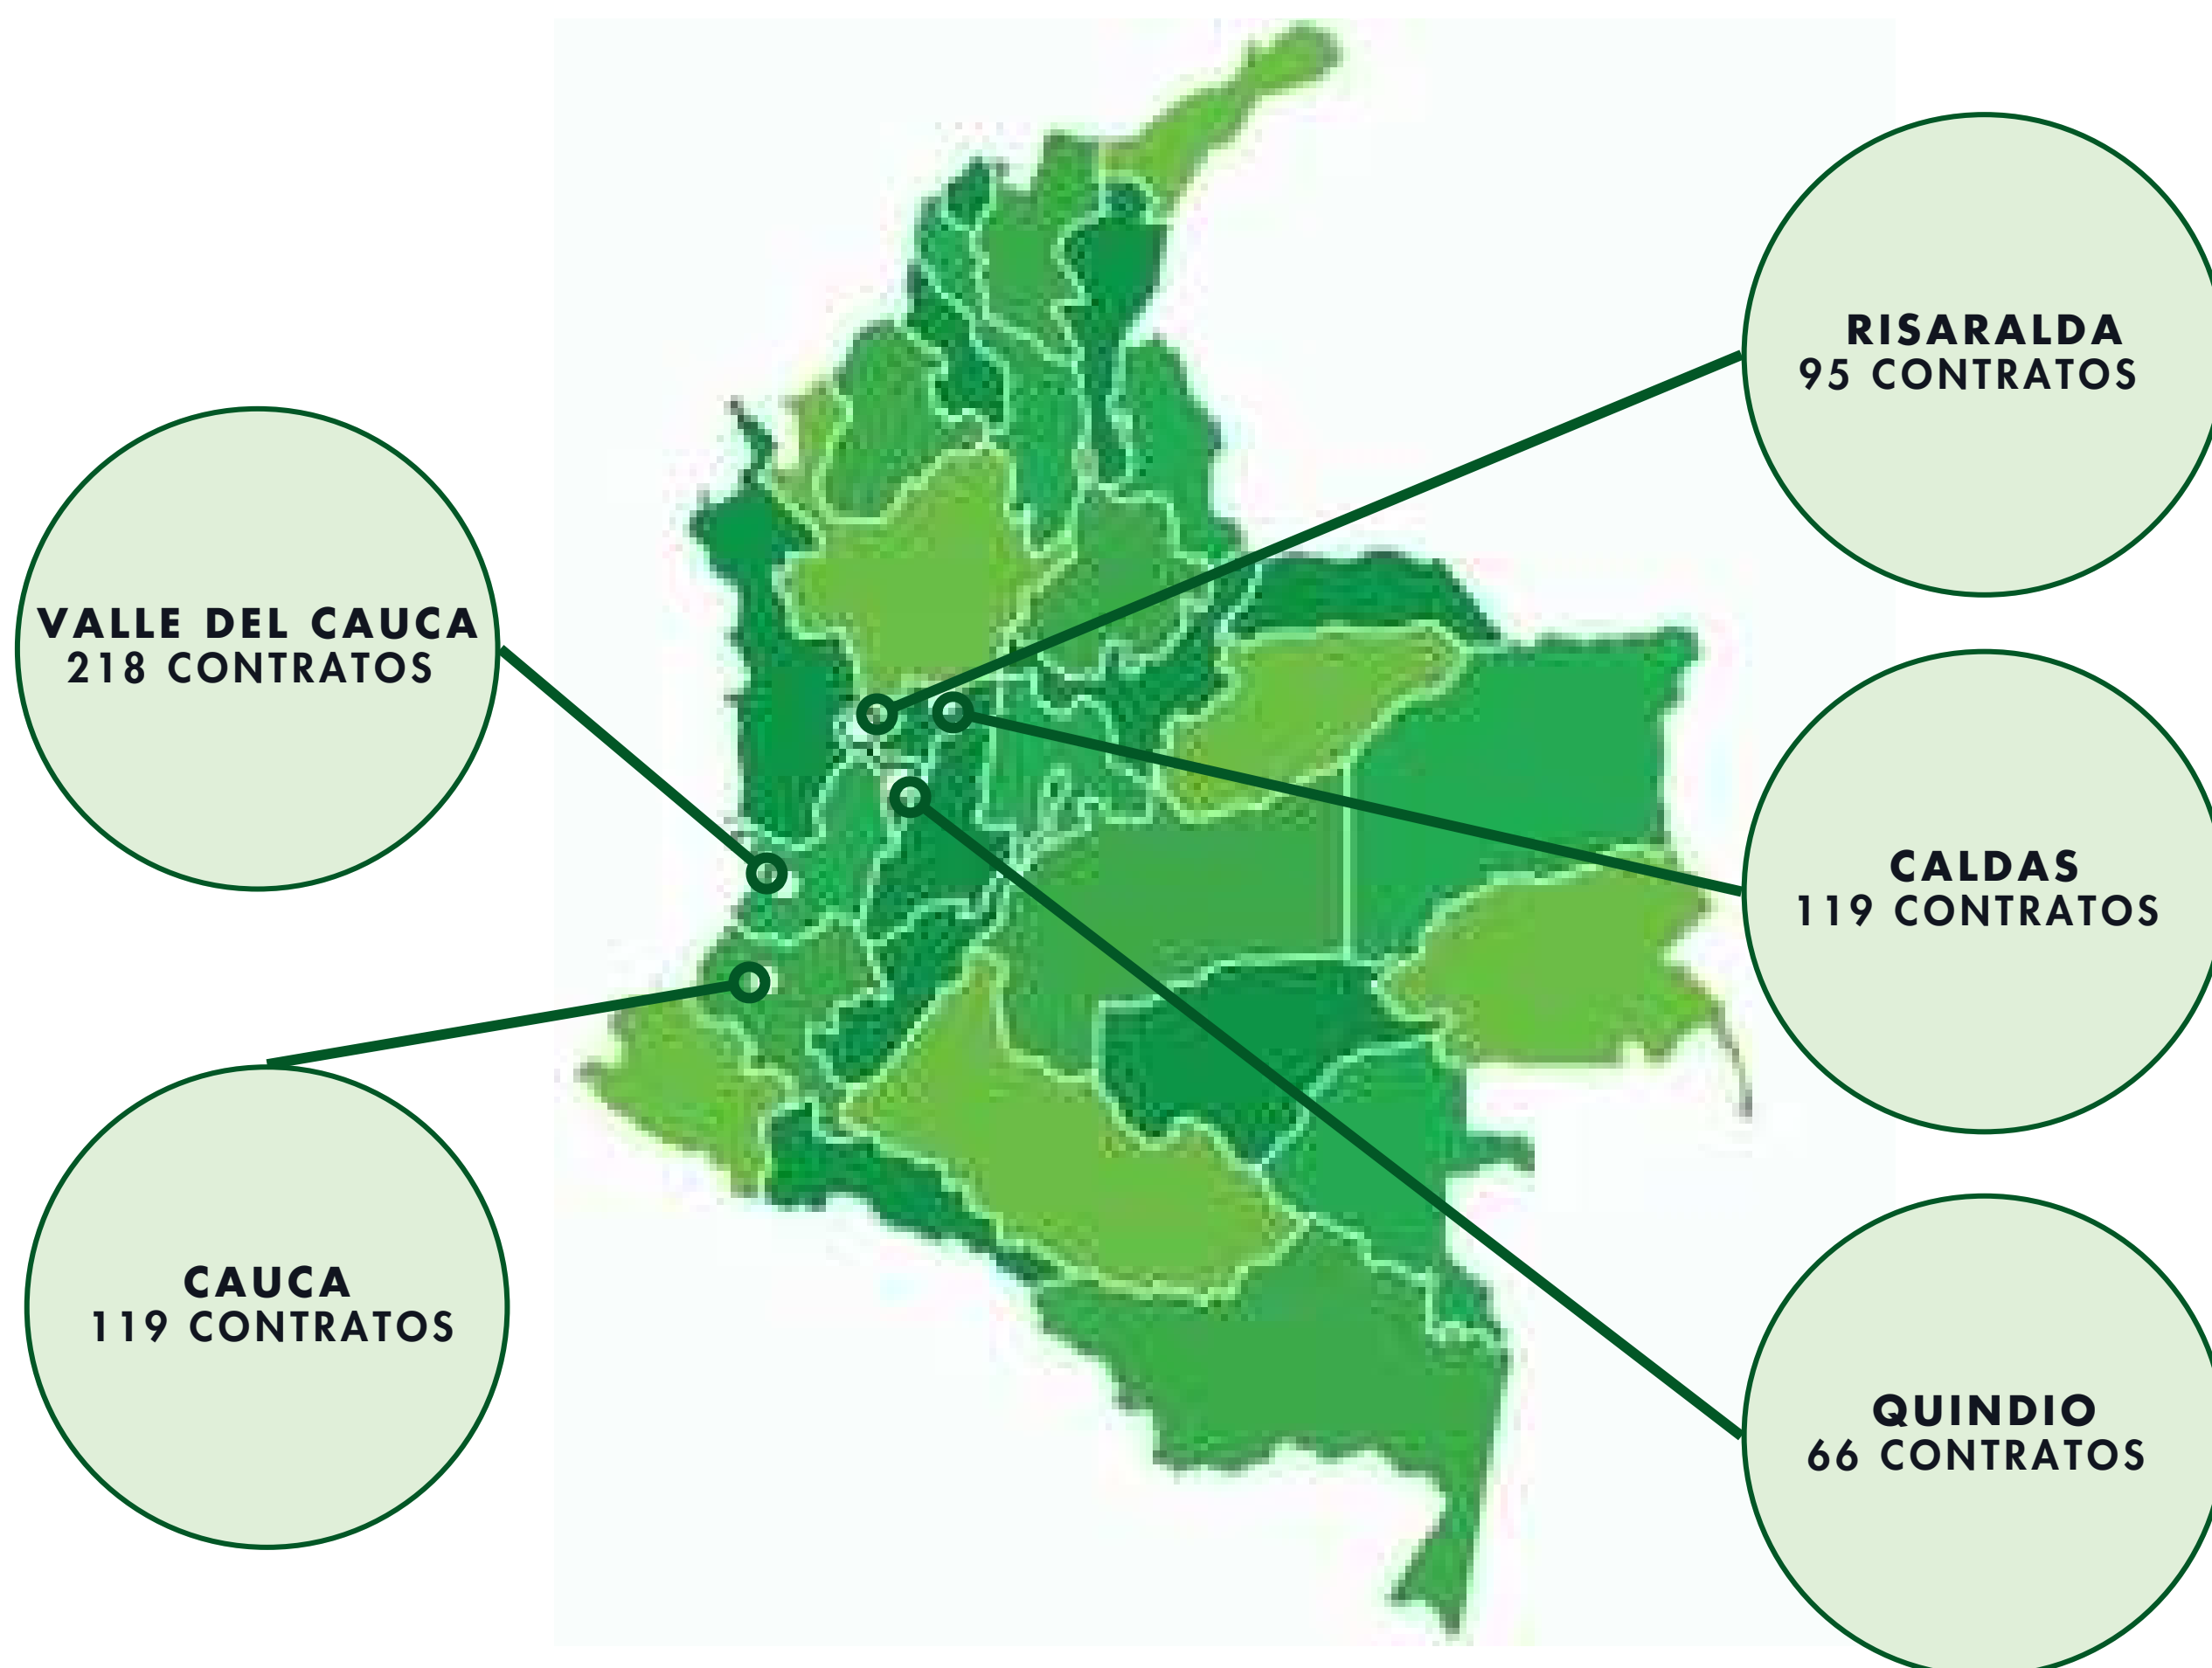 RISARALDA
95 CONTRATOS
VALLE DEL CAUCA
218 CONTRATOS
CALDAS
119 CONTRATOS
CAUCA
119 CONTRATOS
QUINDIO
66 CONTRATOS